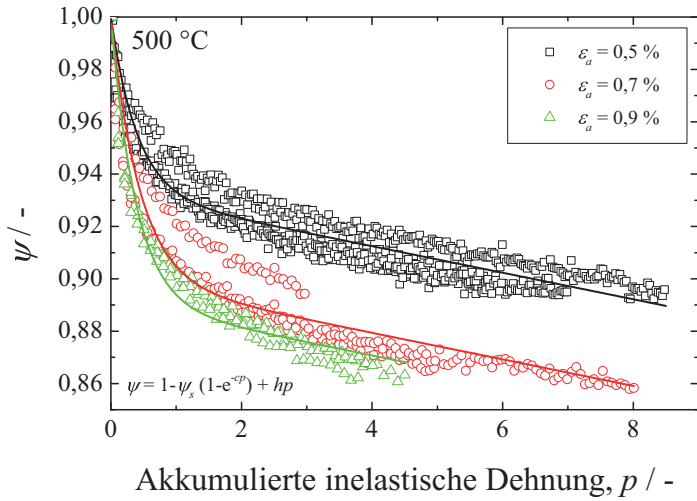 1,00
0,98
0,96
0,94
0,92
0,90
0,88
0,86
ψ / -
500 °C
εa = 0,5 %
εa = 0,7 %
εa = 0,9 %
ψ = 1-ψs (1-e-cp) + hp
0 2 4 6 8
Akkumulierte inelastische Dehnung, p / -